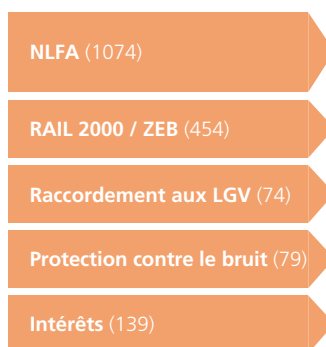 NLFA (1074)
RAIL 2000 / ZEB (454)
Raccordement aux LGV (74)
Protection contre le bruit (79)
Intérêts (139)